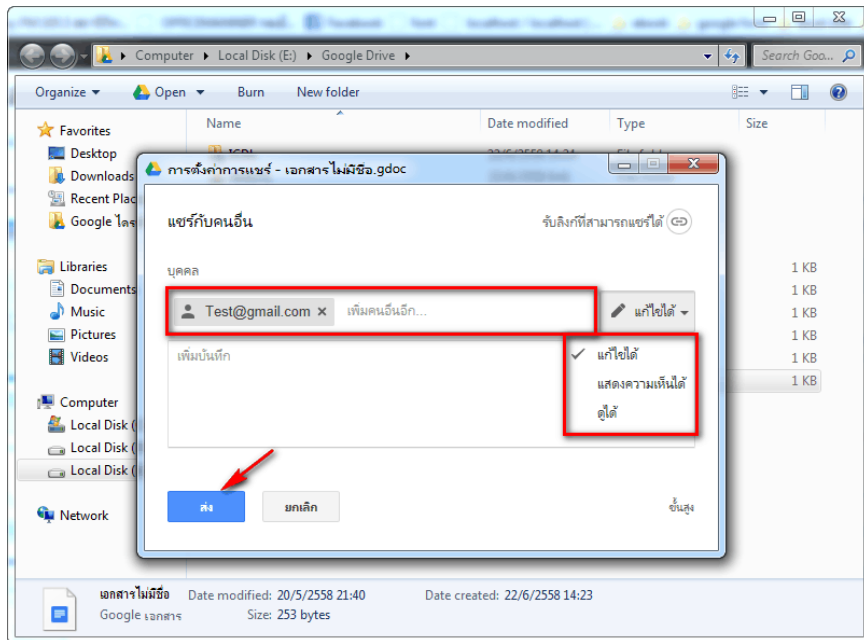 Computer Local Disk (E:) Google Drive
Search Goo...
Organize Open Burn New folder
Name Date modified Type Size
Favorites
Desktop
Downloads
Recent Plac
Google ไดร
Libraries
Documents
Music
Pictures
Videos
Computer
Local Disk (
Local Disk (
Local Disk (
Network
การตั้งค่าการแชร์ - เอกสารไม่มีชื่อ.gdoc
แชร์กับคนอื่น
รับลิงก์ที่สามารถแชร์ได้
บุคคล
Test@gmail.com เพิ่มคนอื่นอีก...
แก้ไขได้
เพิ่มบันทึก
แก้ไขได้
แสดงความเห็นได้
ดูได้
ส่ง
ยกเลิก
ขั้นสูง
1 KB
1 KB
1 KB
1 KB
1 KB
1 KB
เอกสารไม่มีชื่อ Date modified: 20/5/2558 21:40 Date created: 22/6/2558 14:23
Google เอกสาร Size: 253 bytes